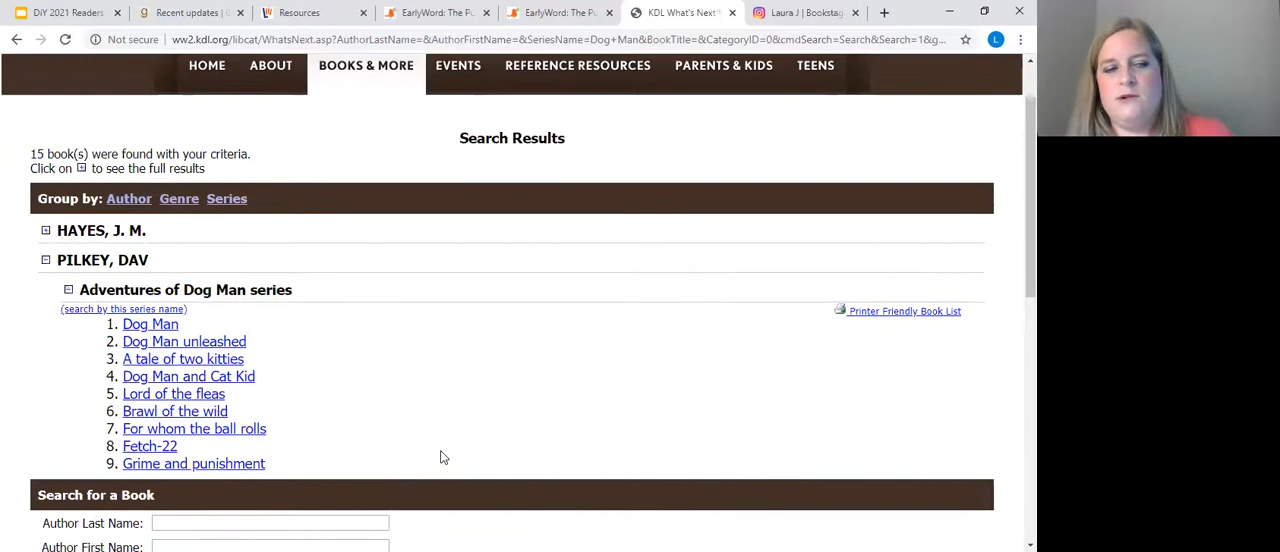 DiY 2021 Readers
Recent updates | G
Resources
EarlyWord: The Pu
EarlyWord: The Pu
KDL What's Next?
Laura J | Bookstag
Not secure
ww2.kdl.org/libcat/WhatsNext.asp?AuthorLastName=&AuthorFirstName=&SeriesName=Dog+Man&BookTitle=&CategoryID=0&cmdSearch=Search&Search=1&g...
L
HOME ABOUT BOOKS & MORE EVENTS REFERENCE RESOURCES PARENTS & KIDS TEENS
Search Results
15 book(s) were found with your criteria.
Click on + to see the full results
Group by: Author Genre Series
HAYES, J. M.
PILKEY, DAV
Adventures of Dog Man series
(search by this series name)
Printer Friendly Book List
1. Dog Man
2. Dog Man unleashed
3. A tale of two kitties
4. Dog Man and Cat Kid
5. Lord of the fleas
6. Brawl of the wild
7. For whom the ball rolls
8. Fetch-22
9. Grime and punishment
Search for a Book
Author Last Name:
Author First Name: